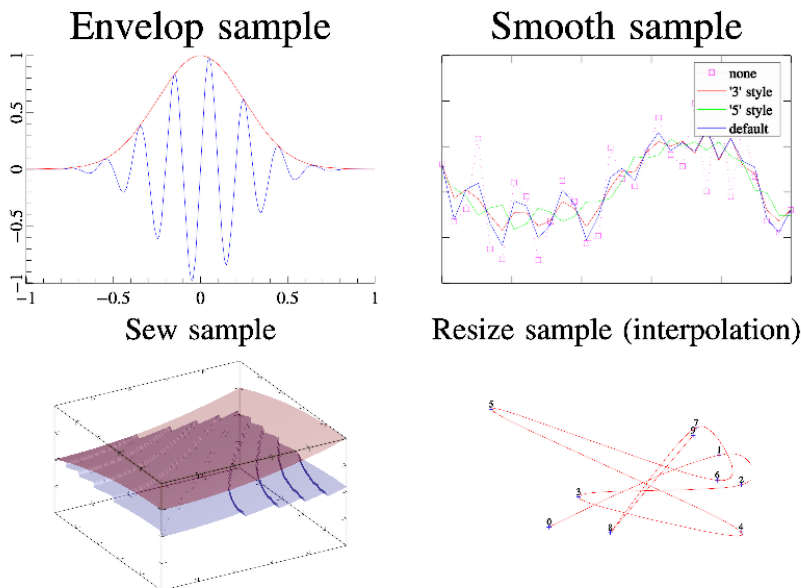 Envelop sample
1
0.5
0
−0.5
−1
−1 −0.5 0 0.5 1
Smooth sample
none
'3' style
'5' style
default
Sew sample
Resize sample (interpolation)
5
7
9
1
6
2
3
0
8
4